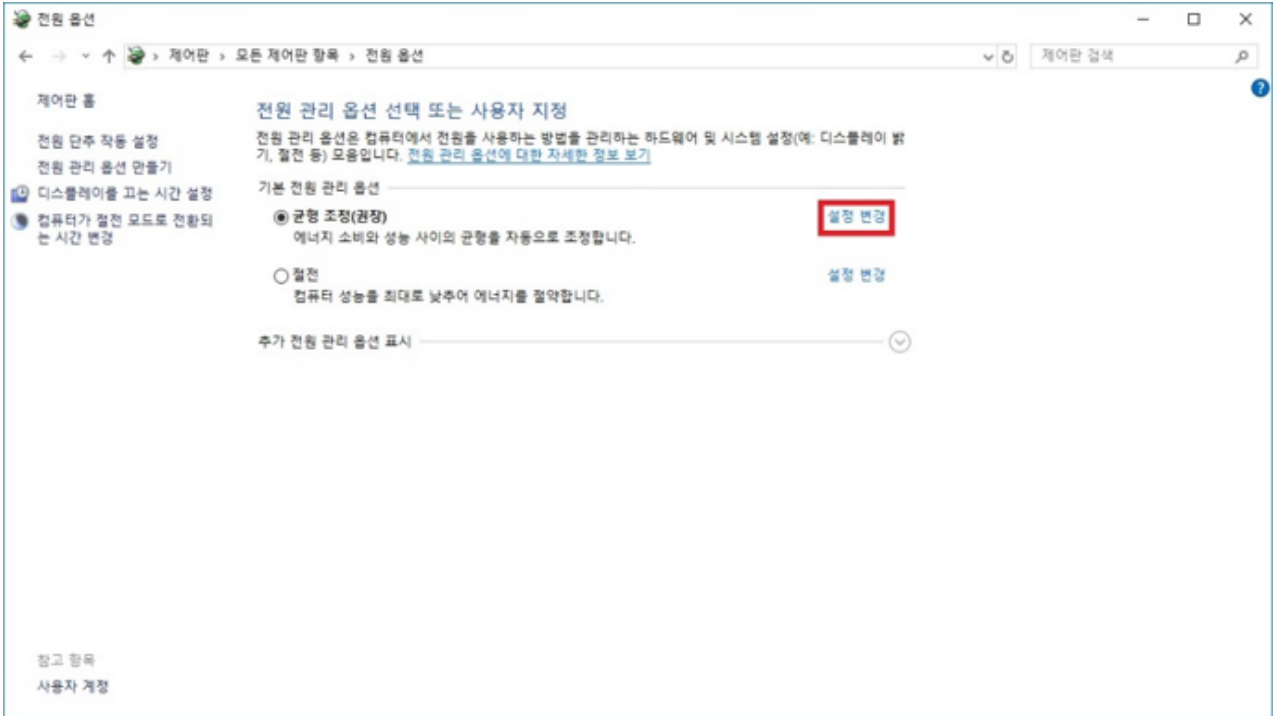 전원 옵션
제어판 › 모든 제어판 항목 › 전원 옵션
제어판 검색
제어판 홈
전원 단추 작동 설정
전원 관리 옵션 만들기
디스플레이를 끄는 시간 설정
컴퓨터가 절전 모드로 전환되
는 시간 변경
전원 관리 옵션 선택 또는 사용자 지정
전원 관리 옵션은 컴퓨터에서 전원을 사용하는 방법을 관리하는 하드웨어 및 시스템 설정(예: 디스플레이 밝
기, 절전 등) 모음입니다. 전원 관리 옵션에 대한 자세한 정보 보기
기본 전원 관리 옵션
균형 조정(권장) 설정 변경
에너지 소비와 성능 사이의 균형을 자동으로 조정합니다.
절전 설정 변경
컴퓨터 성능을 최대로 낮추어 에너지를 절약합니다.
추가 전원 관리 옵션 표시
참고 항목
사용자 계정